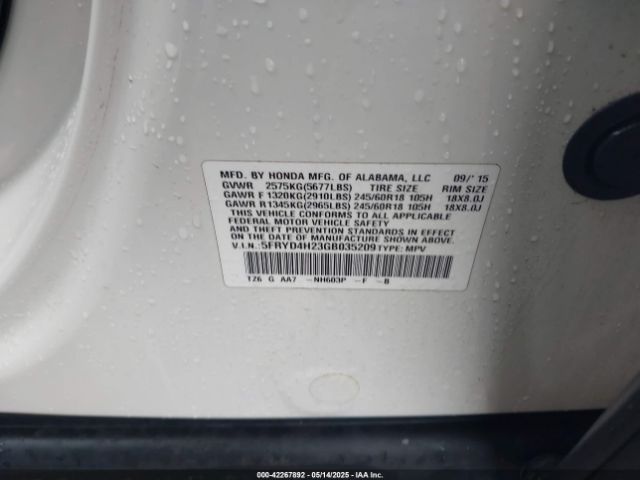 MFD. BY HONDA MFG. OF ALABAMA, LLC 09/'15
GVWR 2575KG(5677LBS) TIRE SIZE RIM SIZE
GAWR F 1320KG(2910LBS) 245/60R18 105H 18X8.0J
GAWR R1345KG(2965LBS) 245/60R18 105H 18X8.0J
THIS VEHICLE CONFORMS TO ALL APPLICABLE
FEDERAL MOTOR VEHICLE SAFETY
AND THEFT PREVENTION STANDARDS IN EFFECT
ON THE DATE OF MANUFACTURE SHOWN ABOVE.
V.I.N.: 5FRYD4H23GB035209 TYPE: MPV
TZ6 G AA7 -NH603P -F -B
000-42267892 - 05/14/2025 - IAA Inc.